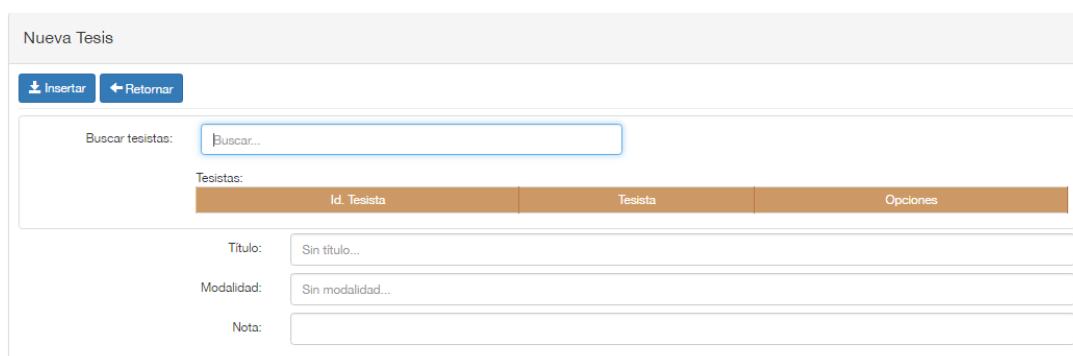 Nueva Tesis
Insertar Retornar
Buscar tesistas: Buscar...
Tesistas:
Id. Tesista Tesista Opciones
Título: Sin título...
Modalidad: Sin modalidad...
Nota: